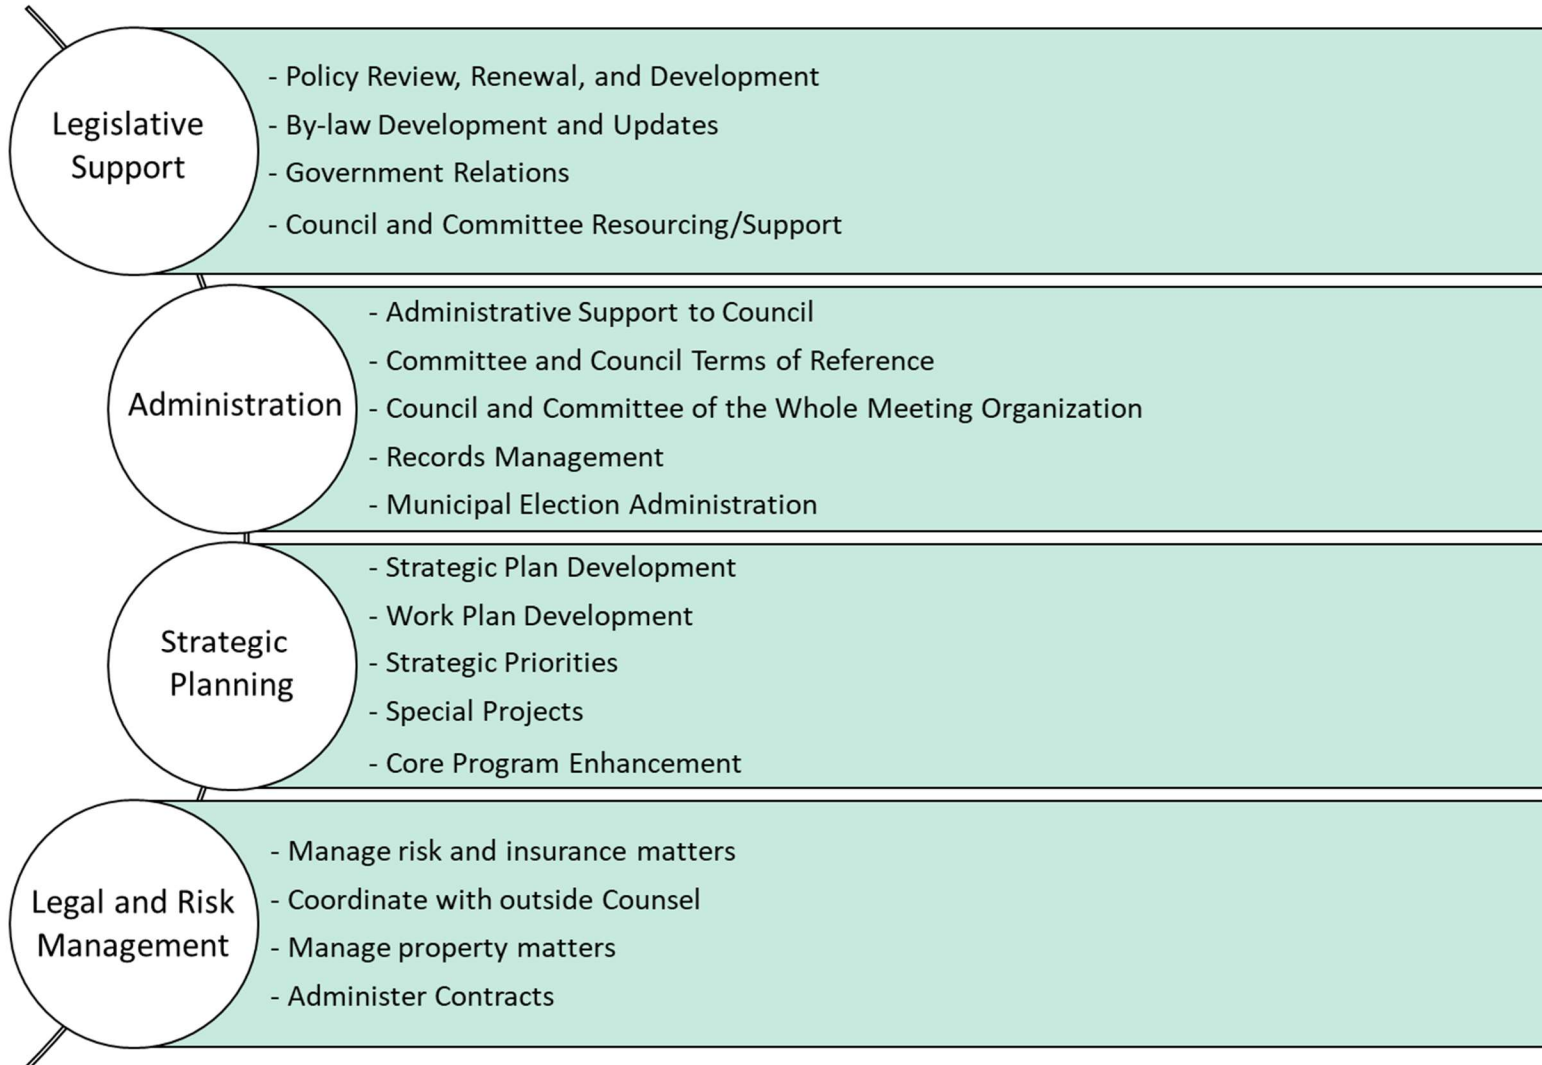 Legislative
Support
- Policy Review, Renewal, and Development
- By-law Development and Updates
- Government Relations
- Council and Committee Resourcing/Support
Administration
- Administrative Support to Council
- Committee and Council Terms of Reference
- Council and Committee of the Whole Meeting Organization
- Records Management
- Municipal Election Administration
Strategic
Planning
- Strategic Plan Development
- Work Plan Development
- Strategic Priorities
- Special Projects
- Core Program Enhancement
Legal and Risk
Management
- Manage risk and insurance matters
- Coordinate with outside Counsel
- Manage property matters
- Administer Contracts